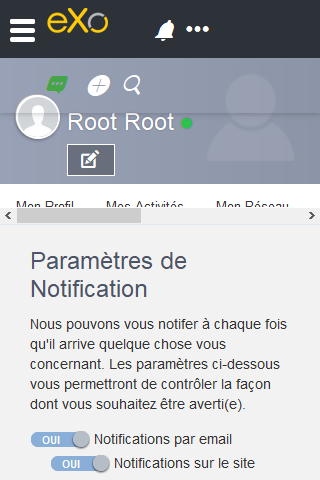 eXo
Root Root
Mon Profil Mes Activités Mon Réseau
Paramètres de
Notification
Nous pouvons vous notifer à chaque fois
qu'il arrive quelque chose vous
concernant. Les paramètres ci-dessous
vous permettront de contrôler la façon
dont vous souhaitez être averti(e).
OUI Notifications par email
OUI Notifications sur le site